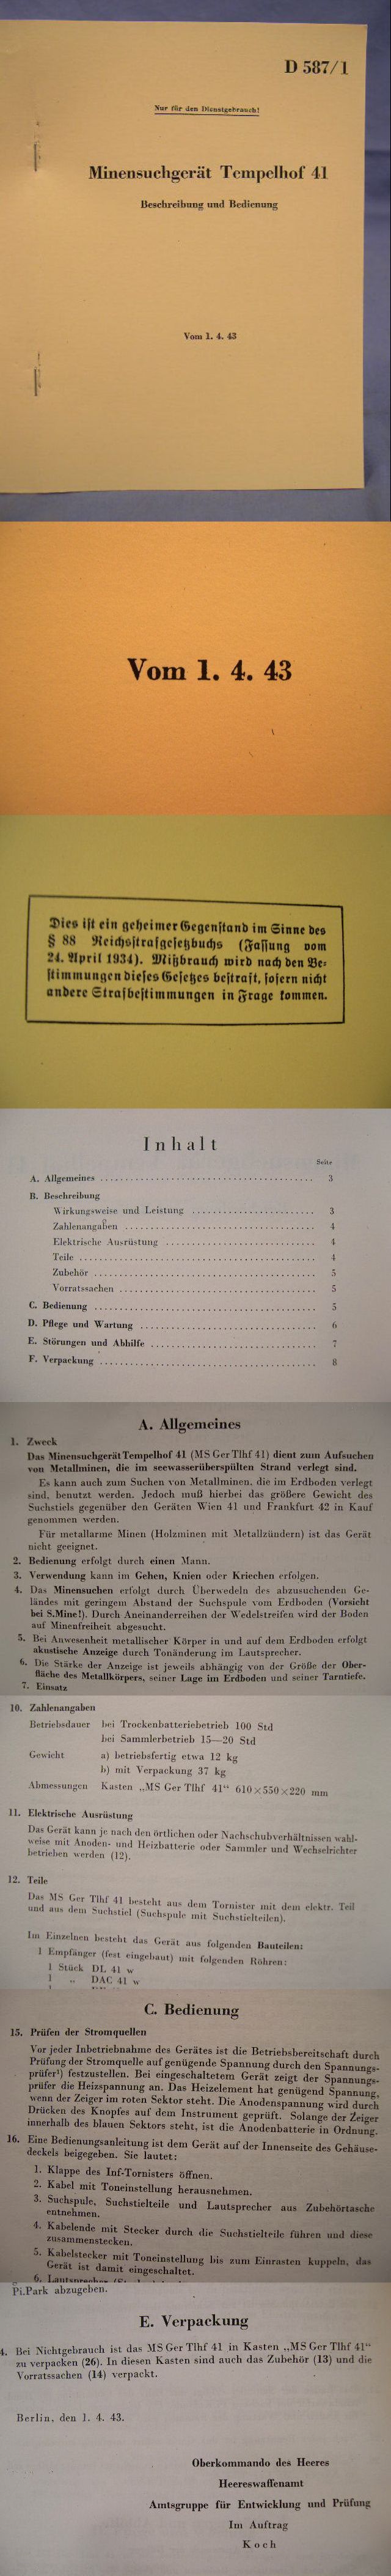 D 587/1
Nur für den Dienstgebrauch!
Minensuchgerät Tempelhof 41
Beschreibung und Bedienung
Vom 1. 4. 43
Vom 1. 4. 43
Dies ist ein geheimer Gegenstand im Sinne des
§ 88 Reichsstrafgesetzbuchs (Fassung vom
24. April 1934). Mißbrauch wird nach den Be-
stimmungen dieses Gesetzes bestraft, sofern nicht
andere Strafbestimmungen in Frage kommen.
Inhalt
Seite
A. Allgemeines 3
B. Beschreibung
Wirkungsweise und Leistung 3
Zahlenangaben 4
Elektrische Ausrüstung 4
Teile 4
Zubehör 5
Vorratssachen 5
C. Bedienung 5
D. Pflege und Wartung 6
E. Störungen und Abhilfe 7
F. Verpackung 8
A. Allgemeines
1. Zweck
Das Minensuchgerät Tempelhof 41 (MS Ger Tlhf 41) dient zum Aufsuchen
von Metallminen, die im seewasserüberspülten Strand verlegt sind.
Es kann auch zum Suchen von Metallminen, die im Erdboden verlegt
sind, benutzt werden. Jedoch muß hierbei das größere Gewicht des
Suchstiels gegenüber den Geräten Wien 41 und Frankfurt 42 in Kauf
genommen werden.
Für metallarme Minen (Holzminen mit Metallzündern) ist das Gerät
nicht geeignet.
2. Bedienung erfolgt durch einen Mann.
3. Verwendung kann im Gehen, Knien oder Kriechen erfolgen.
4. Das Minensuchen erfolgt durch Überwedeln des abzusuchenden Ge-
ländes mit geringem Abstand der Suchspule vom Erdboden (Vorsicht
bei S.Mine!). Durch Aneinanderreihen der Wedelstreifen wird der Boden
auf Minenfreiheit abgesucht.
5. Bei Anwesenheit metallischer Körper in und auf dem Erdboden erfolgt
akustische Anzeige durch Tonänderung im Lautsprecher.
6. Die Stärke der Anzeige ist jeweils abhängig von der Größe der Ober-
fläche des Metallkörpers, seiner Lage im Erdboden und seiner Tarntiefe.
7. Einsatz
10. Zahlenangaben
Betriebsdauer bei Trockenbatteriebetrieb 100 Std
bei Sammlerbetrieb 15—20 Std
Gewicht a) betriebsfertig etwa 12 kg
b) mit Verpackung 37 kg
Abmessungen Kasten „MS Ger Tlhf 41“ 610×550×220 mm
11. Elektrische Ausrüstung
Das Gerät kann je nach den örtlichen oder Nachschubverhältnissen wahl-
weise mit Anoden- und Heizbatterie oder Sammler und Wechselrichter
betrieben werden (12).
12. Teile
Das MS Ger Tlhf 41 besteht aus dem Tornister mit dem elektr. Teil
und aus dem Suchstiel (Suchspule mit Suchstielteilen).
Im Einzelnen besteht das Gerät aus folgenden Bauteilen:
1 Empfänger (fest eingebaut) mit folgenden Röhren:
1 Stück DL 41 w
1 „ DAC 41 w
C. Bedienung
15. Prüfen der Stromquellen
Vor jeder Inbetriebnahme des Gerätes ist die Betriebsbereitschaft durch
Prüfung der Stromquelle auf genügende Spannung durch den Spannungs-
prüfer¹) festzustellen. Bei eingeschaltetem Gerät zeigt der Spannungs-
prüfer die Heizspannung an. Das Heizelement hat genügend Spannung,
wenn der Zeiger im roten Sektor steht. Die Anodenspannung wird durch
Drücken des Knopfes auf dem Instrument geprüft. Solange der Zeiger
innerhalb des blauen Sektors steht, ist die Anodenbatterie in Ordnung.
16. Eine Bedienungsanleitung ist dem Gerät auf der Innenseite des Gehäuse-
deckels beigegeben. Sie lautet:
1. Klappe des Inf-Tornisters öffnen.
2. Kabel mit Toneinstellung herausnehmen.
3. Suchspule, Suchstielteile und Lautsprecher aus Zubehörtasche
entnehmen.
4. Kabelende mit Stecker durch die Suchstielteile führen und diese
zusammenstecken.
5. Kabelstecker mit Toneinstellung bis zum Einrasten kuppeln, das
Gerät ist damit eingeschaltet.
6. Lautsprecher
Pi.Park abzugeben.
E. Verpackung
4. Bei Nichtgebrauch ist das MS Ger Tlhf 41 in Kasten „MS Ger Tlhf 41“
zu verpacken (26). In diesen Kasten sind auch das Zubehör (13) und die
Vorratssachen (14) verpackt.
Berlin, den 1. 4. 43.
Oberkommando des Heeres
Heereswaffenamt
Amtsgruppe für Entwicklung und Prüfung
Im Auftrag
Koch